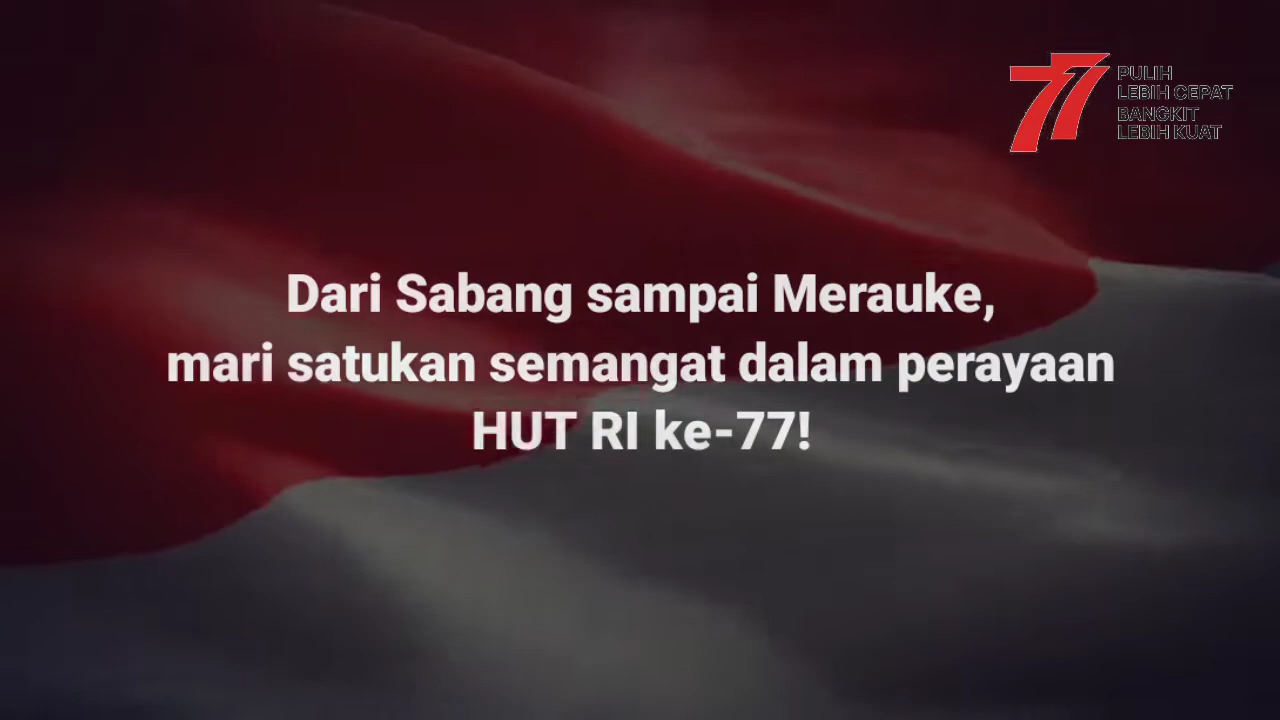 77
PULIH
LEBIH CEPAT
BANGKIT
LEBIH KUAT
Dari Sabang sampai Merauke,
mari satukan semangat dalam perayaan
HUT RI ke-77!